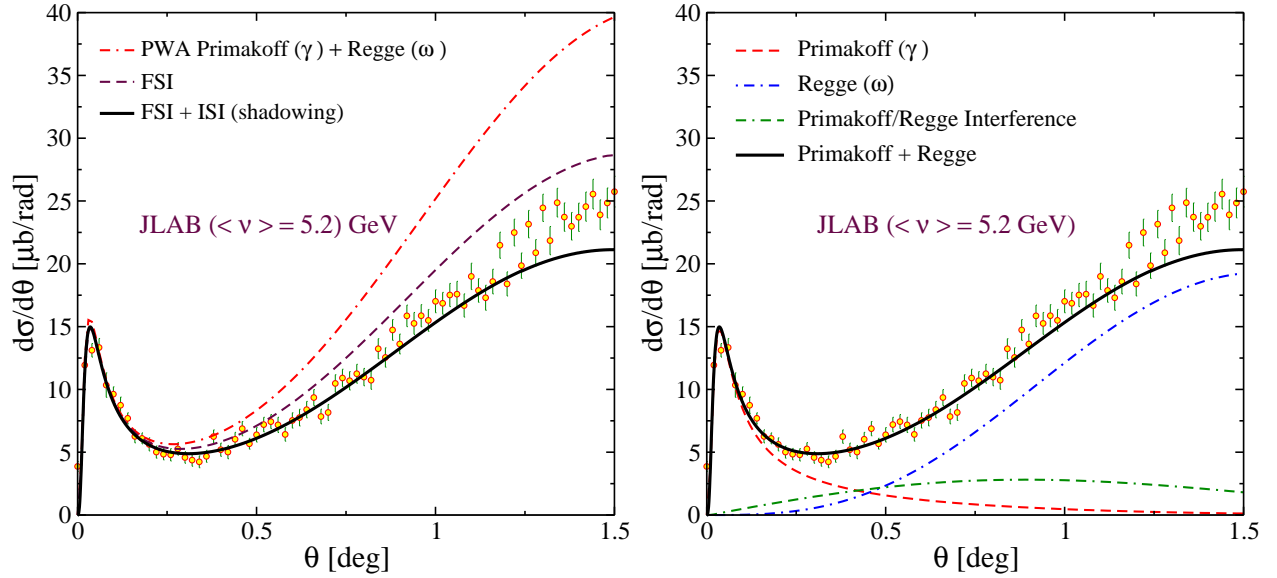 40
35
30
25
20
15
10
5
0
dσ/dθ [μb/rad]
PWA Primakoff (γ) + Regge (ω)
FSI
FSI + ISI (shadowing)
JLAB (< ν > = 5.2) GeV
0
0.5
1
1.5
θ [deg]
40
35
30
25
20
15
10
5
0
dσ/dθ [μb/rad]
Primakoff (γ)
Regge (ω)
Primakoff/Regge Interference
Primakoff + Regge
JLAB (< ν > = 5.2 GeV)
0
0.5
1
1.5
θ [deg]